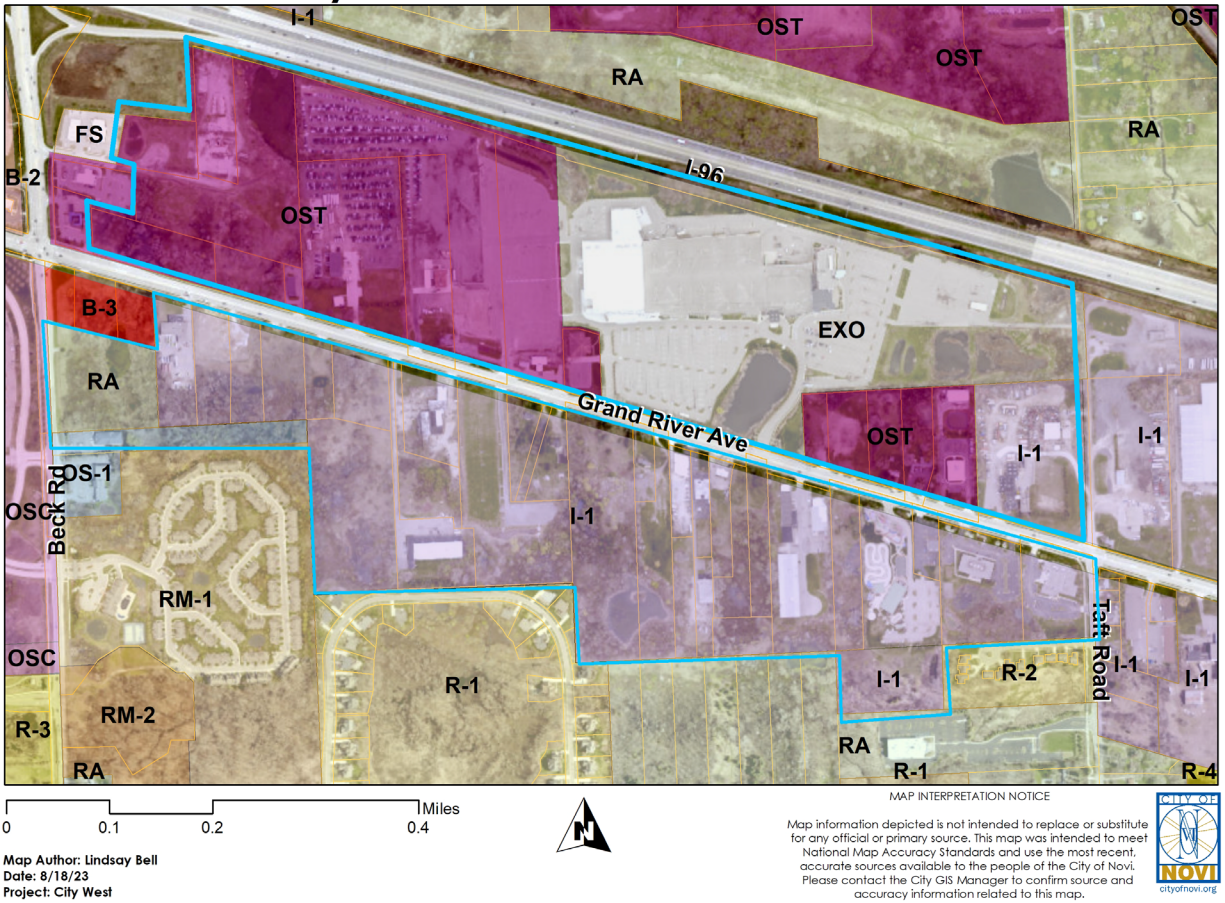 I-1
OST
OST
OST
RA
FS
RA
B-2
I-96
OST
B-3
EXO
RA
Grand River Ave
OST
I-1
I-1
OS-1
Beck Rd
OSC
I-1
RM-1
Taft Road
OSC
I-1
R-2
I-1
I-1
R-1
RM-2
R-3
RA
RA
R-1
R-4
Miles
0
0.1
0.2
0.4
N
Map Author: Lindsay Bell
Date: 8/18/23
Project: City West
MAP INTERPRETATION NOTICE
Map information depicted is not intended to replace or substitute
for any official or primary source. This map was intended to meet
National Map Accuracy Standards and use the most recent,
accurate sources available to the people of the City of Novi.
Please contact the City GIS Manager to confirm source and
accuracy information related to this map.
CITY OF
NOVI
cityofnovi.org